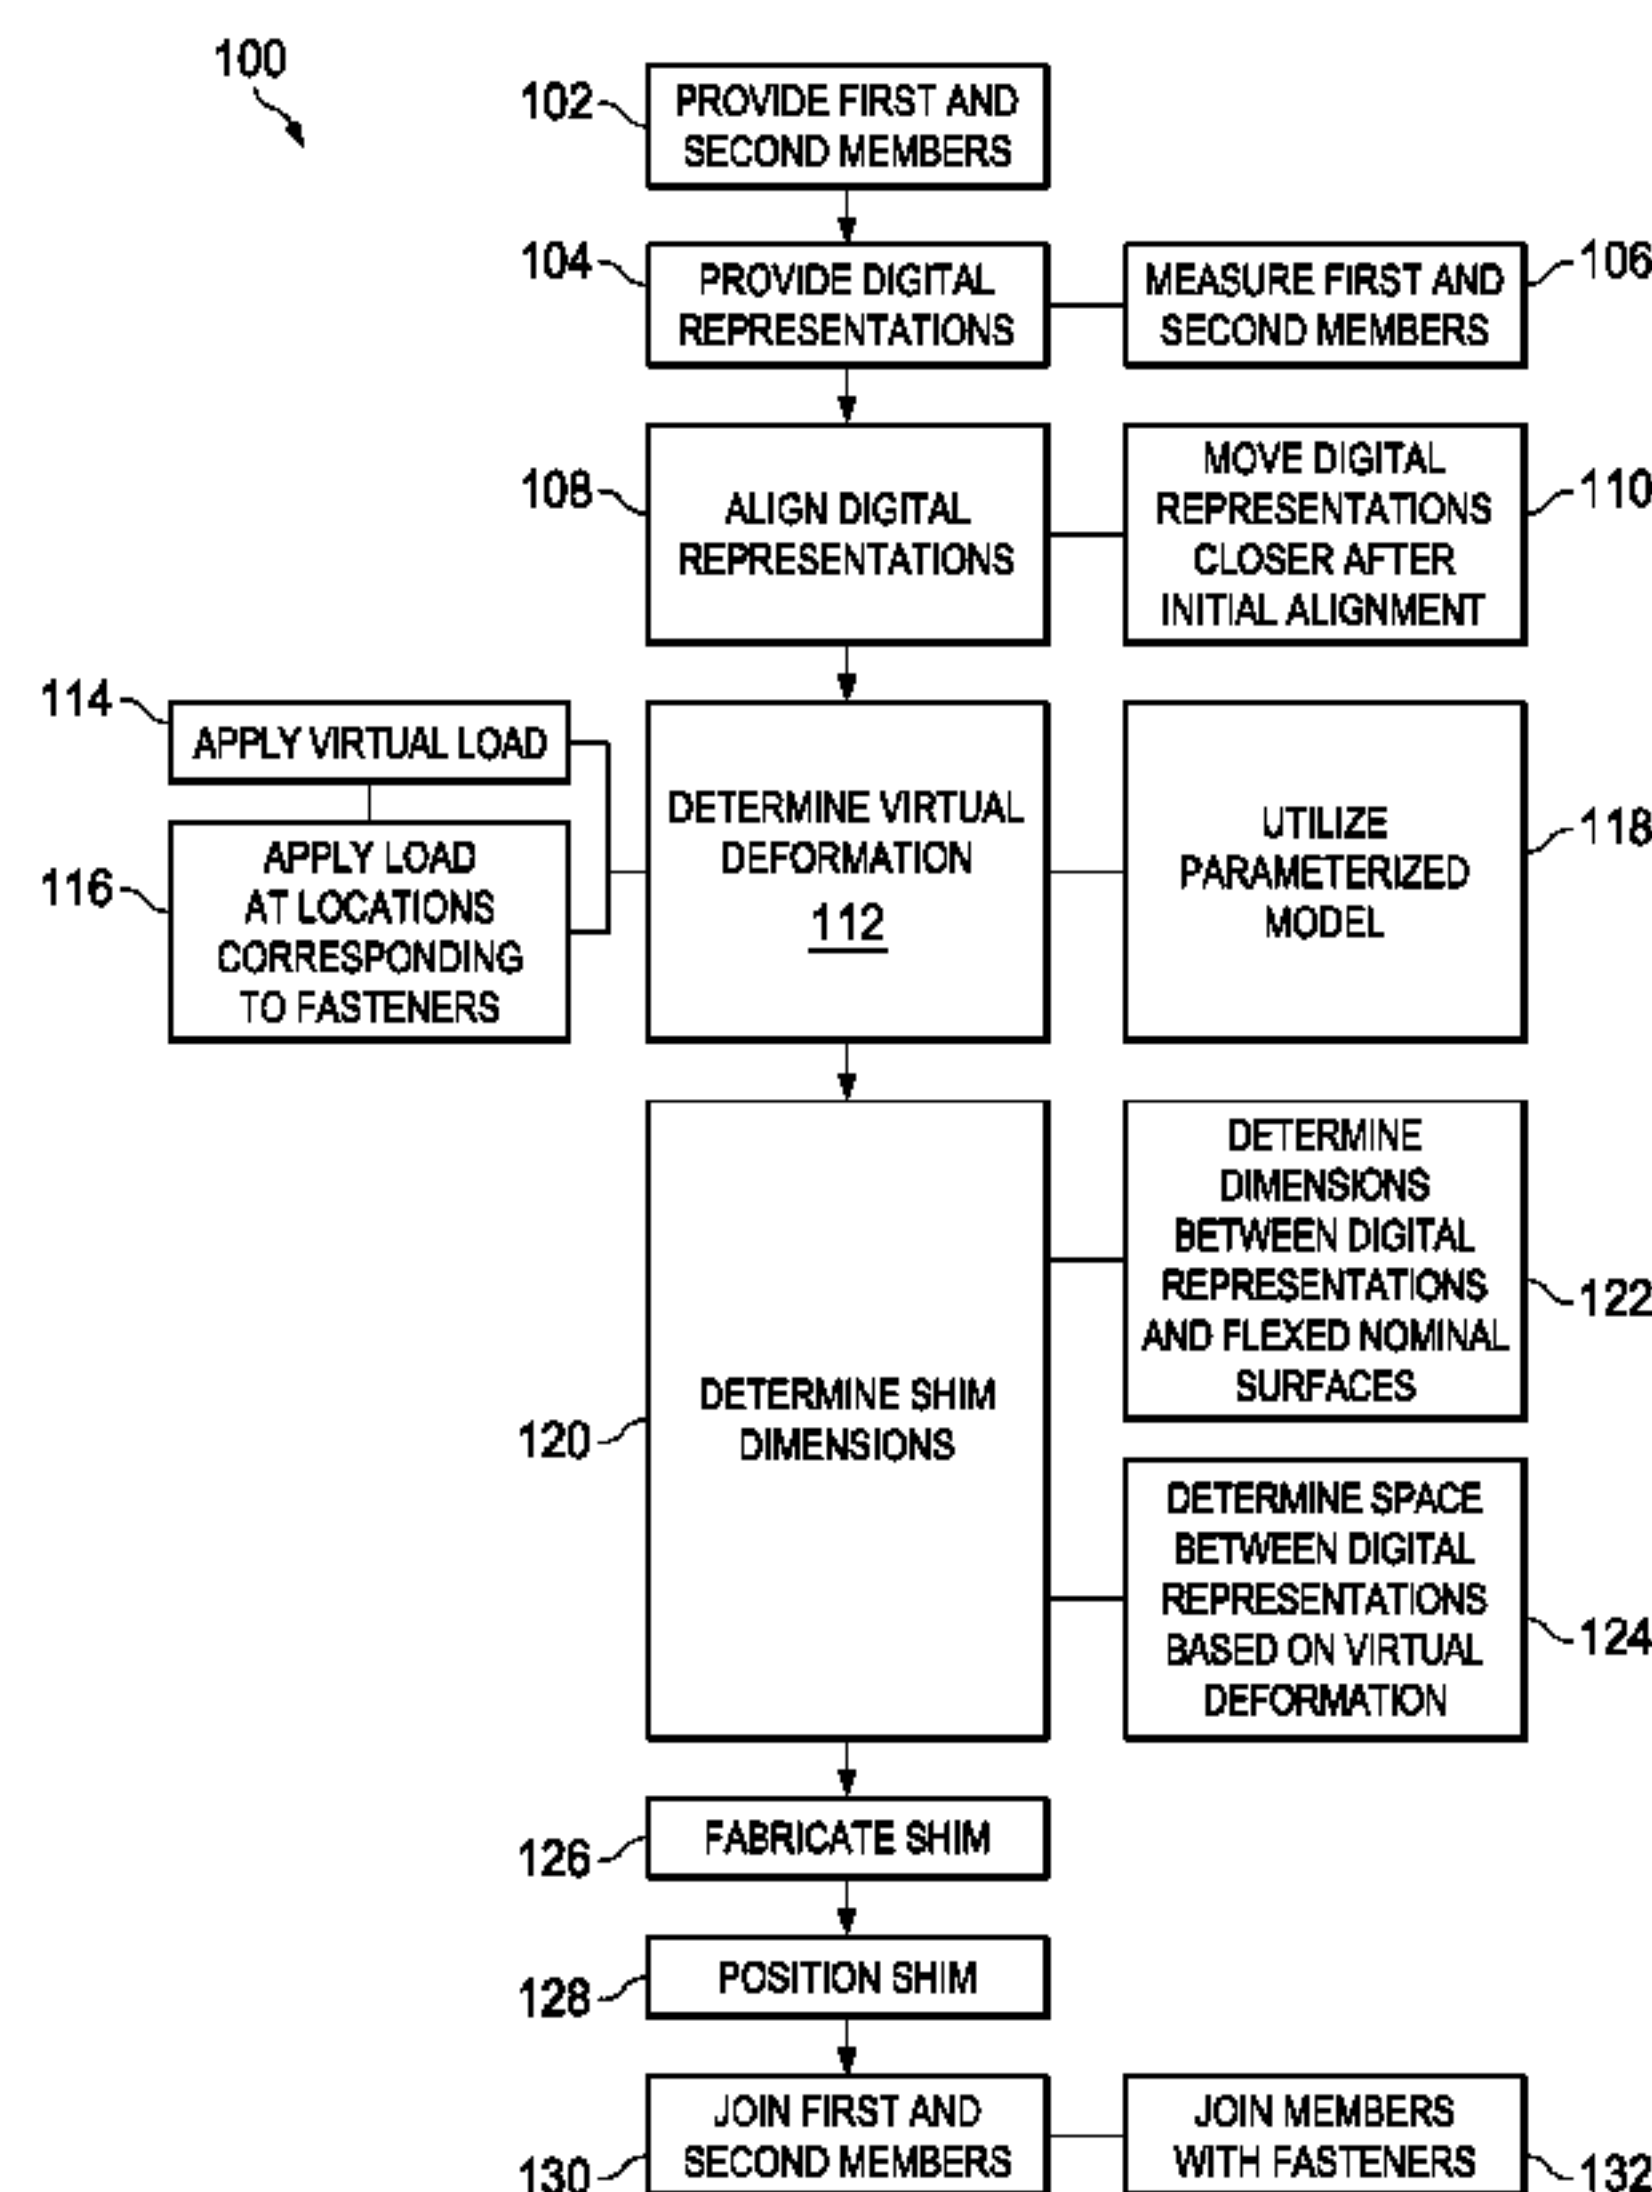 100
102
PROVIDE FIRST AND
SECOND MEMBERS
104
PROVIDE DIGITAL
REPRESENTATIONS
MEASURE FIRST AND
SECOND MEMBERS
106
108
ALIGN DIGITAL
REPRESENTATIONS
MOVE DIGITAL
REPRESENTATIONS
CLOSER AFTER
INITIAL ALIGNMENT
110
114
APPLY VIRTUAL LOAD
116
APPLY LOAD
AT LOCATIONS
CORRESPONDING
TO FASTENERS
DETERMINE VIRTUAL
DEFORMATION
112
UTILIZE
PARAMETERIZED
MODEL
118
120
DETERMINE SHIM
DIMENSIONS
DETERMINE
DIMENSIONS
BETWEEN DIGITAL
REPRESENTATIONS
AND FLEXED NOMINAL
SURFACES
122
DETERMINE SPACE
BETWEEN DIGITAL
REPRESENTATIONS
BASED ON VIRTUAL
DEFORMATION
124
126
FABRICATE SHIM
128
POSITION SHIM
130
JOIN FIRST AND
SECOND MEMBERS
JOIN MEMBERS
WITH FASTENERS
132